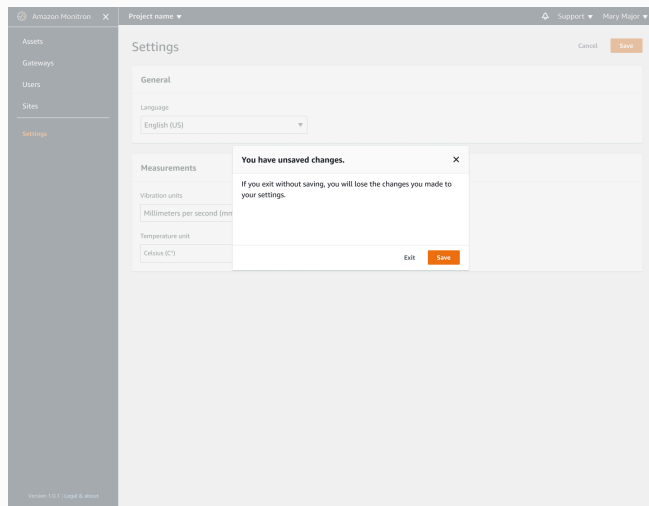 Amazon Monitron X
Project name ▼
Support ▼ Mary Major ▼
Assets
Gateways
Users
Sites
Settings
Settings
Cancel Save
General
Language
English (US) ▼
Measurements
Vibration units
Millimeters per second (mm
Temperature unit
Celsive (C°)
You have unsaved changes. X
If you exit without saving, you will lose the changes you made to
your settings.
Exit Save
Version 1.0.1 | Legal & about